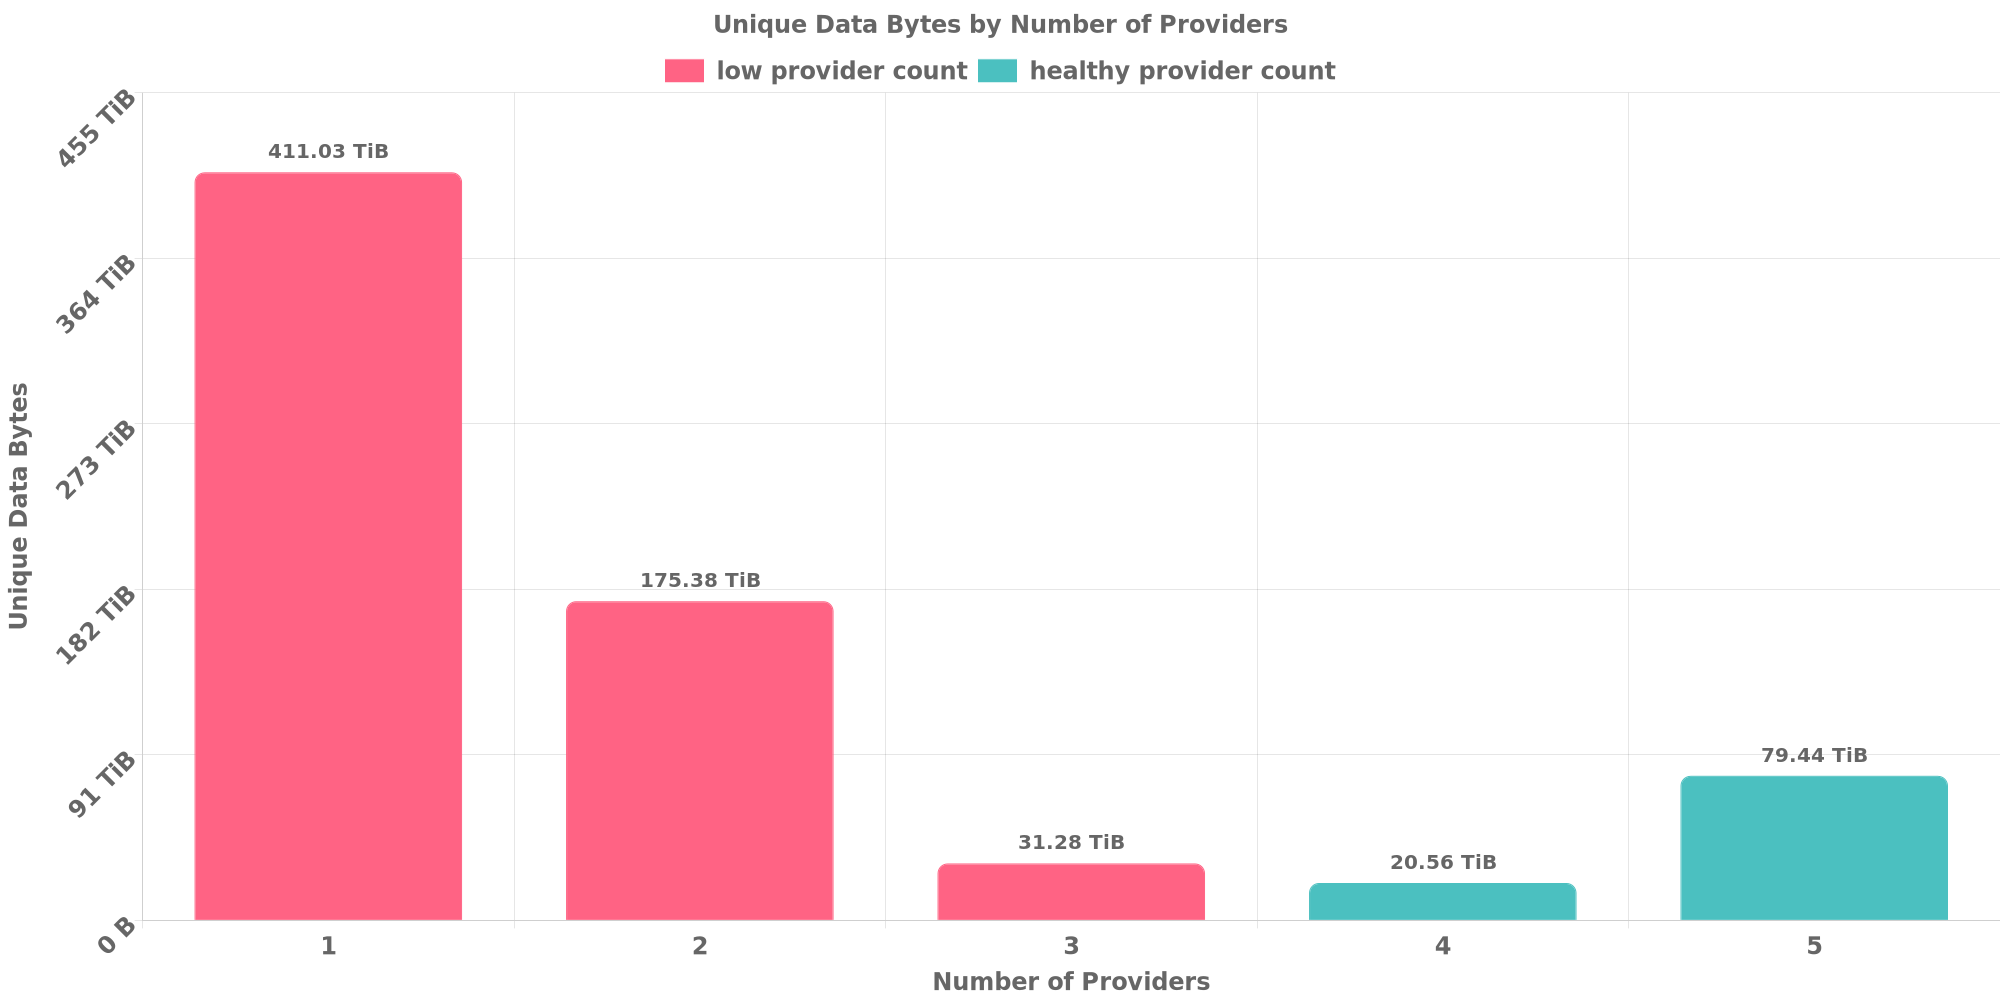 Unique Data Bytes by Number of Providers
low provider count
healthy provider count
Unique Data Bytes
455 TiB
364 TiB
273 TiB
182 TiB
91 TiB
0 B
411.03 TiB
175.38 TiB
31.28 TiB
20.56 TiB
79.44 TiB
1
2
3
4
5
Number of Providers